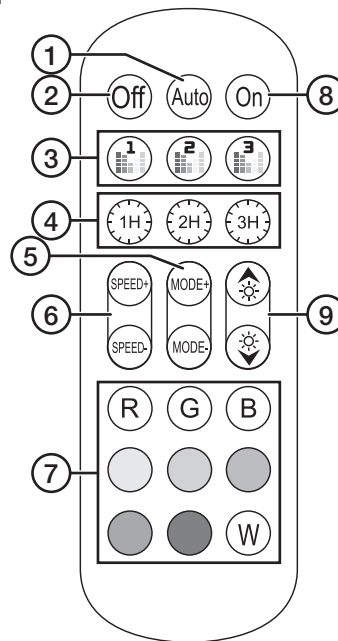 1
2 Off Auto On 8
3 1 2 3
4 1H 2H 3H
5
SPEED+ MODE+
6 9
SPEED- MODE-
R G B
7
W